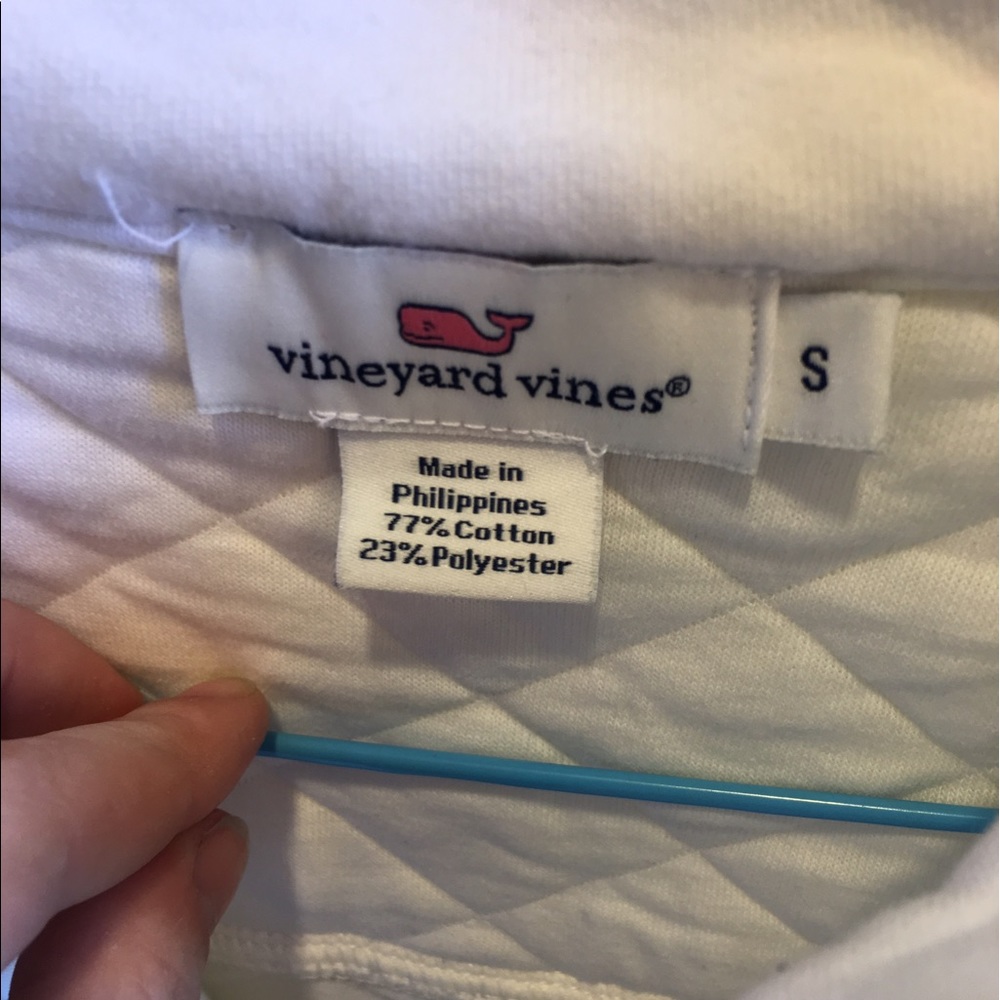 vineyard vines®
S
Made in
Philippines
77% Cotton
23% Polyester